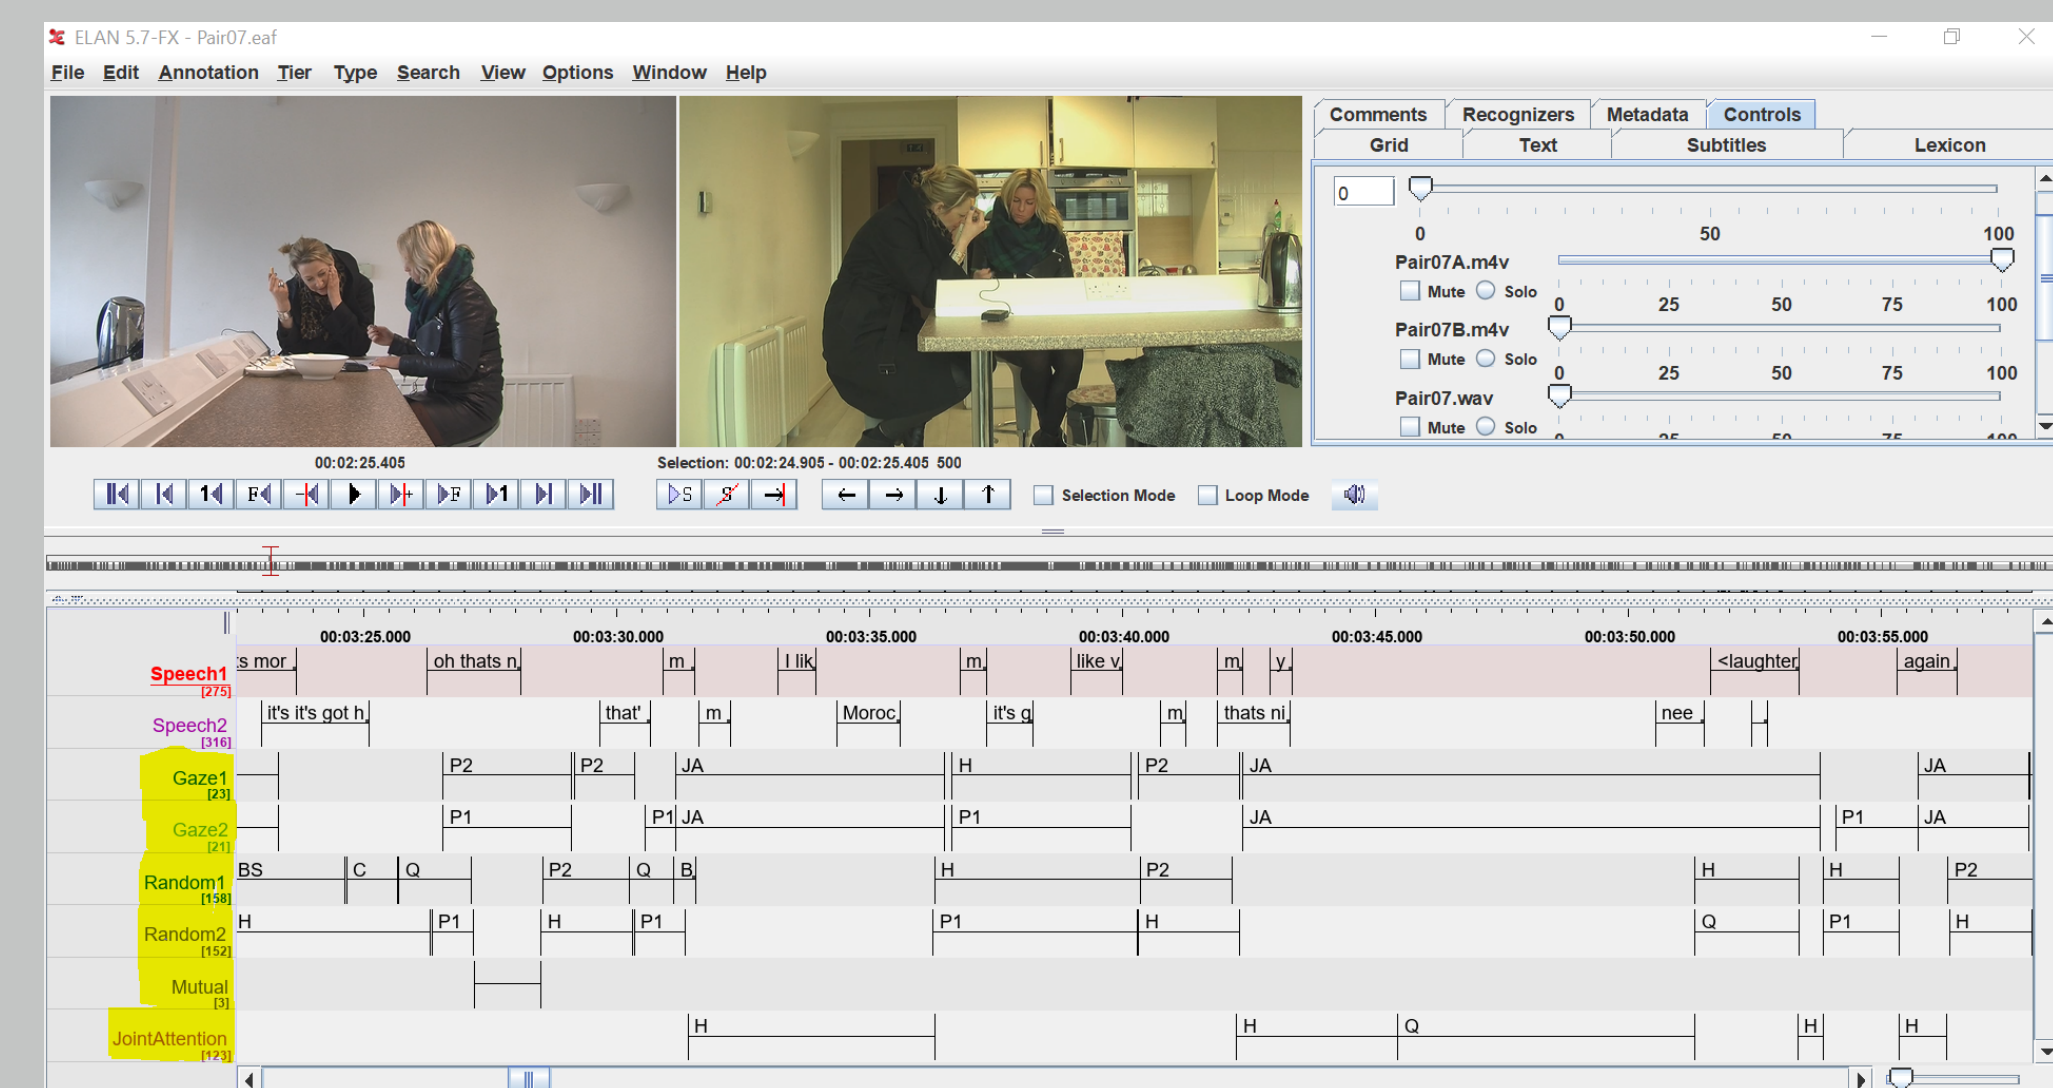 ELAN 5.7-FX - Pair07.eaf
File Edit Annotation Tier Type Search View Options Window Help
Comments Recognizers Metadata Controls
Grid Text Subtitles Lexicon
0
0 50 100
Pair07A.m4v
Mute Solo 0 25 50 75 100
Pair07B.m4v
Mute Solo 0 25 50 75 100
Pair07.wav
Mute Solo 0 25 50 75 100
00:02:25.405
Selection: 00:02:24.905 - 00:02:25.405 500
1 F F 1 S S Selection Mode Loop Mode
00:03:25.000 00:03:30.000 00:03:35.000 00:03:40.000 00:03:45.000 00:03:50.000 00:03:55.000
Speech1 s mor oh thats n m I lik m like v m y <laughter again
[275]
Speech2 it's it's got h that' m Moroc it's g m thats ni nee
[316]
Gaze1 P2 P2 JA H P2 JA JA
[23]
Gaze2 P1 P1 JA P1 JA P1 JA
[21]
Random1 BS C Q P2 Q B H P2 H H P2
[158]
Random2 H P1 H P1 P1 H Q P1 H
[152]
Mutual
[3]
JointAttention H H Q H H
[123]